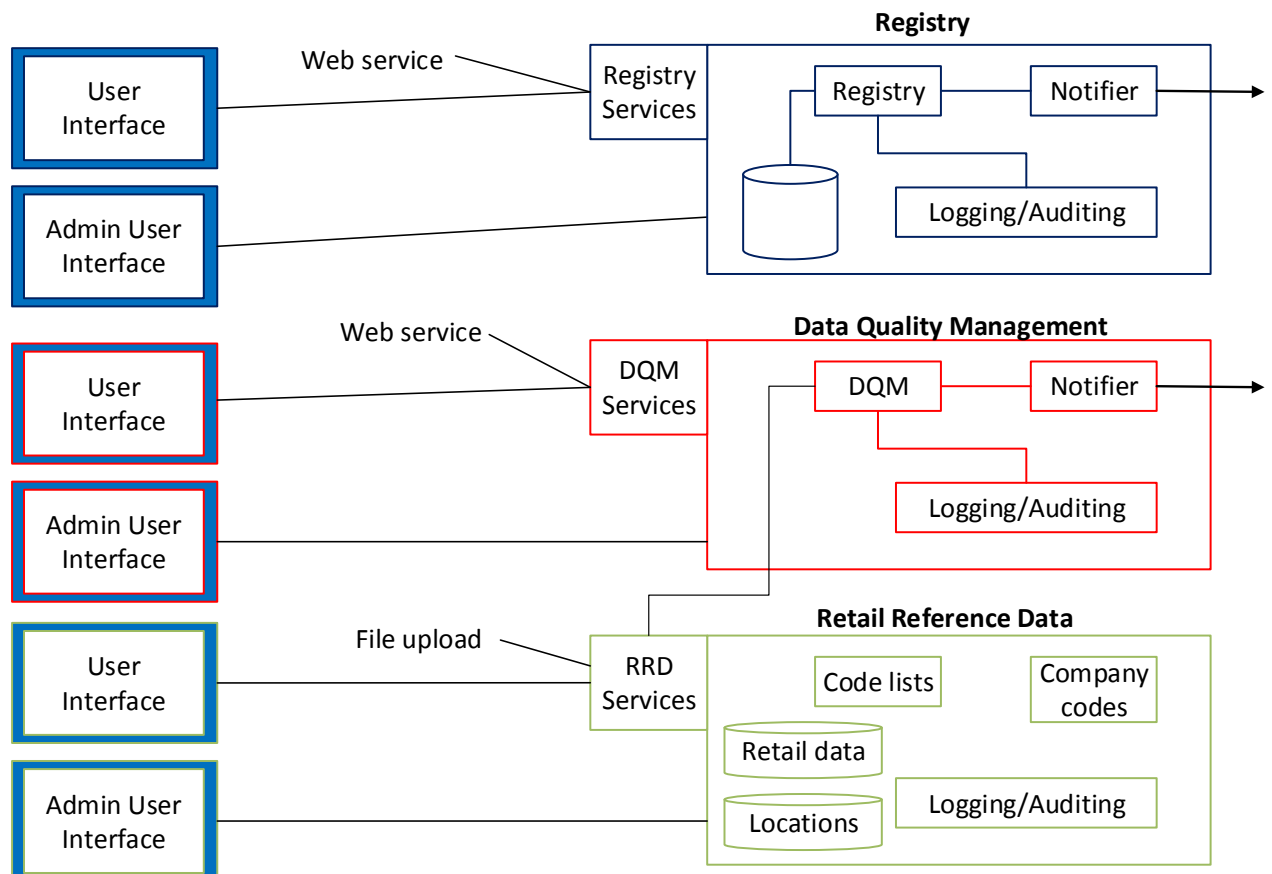 Registry
Web service
User
Interface
Registry
Services
Registry
Notifier
Admin User
Interface
Logging/Auditing
Data Quality Management
Web service
User
Interface
DQM
Services
DQM
Notifier
Admin User
Interface
Logging/Auditing
Retail Reference Data
File upload
User
Interface
RRD
Services
Code lists
Company
codes
Retail data
Admin User
Interface
Locations
Logging/Auditing